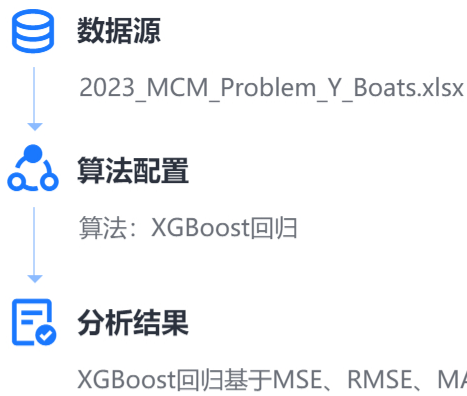 数据源
2023_MCM_Problem_Y_Boats.xlsx
算法配置
算法：XGBoost回归
分析结果
XGBoost回归基于MSE、RMSE、MA